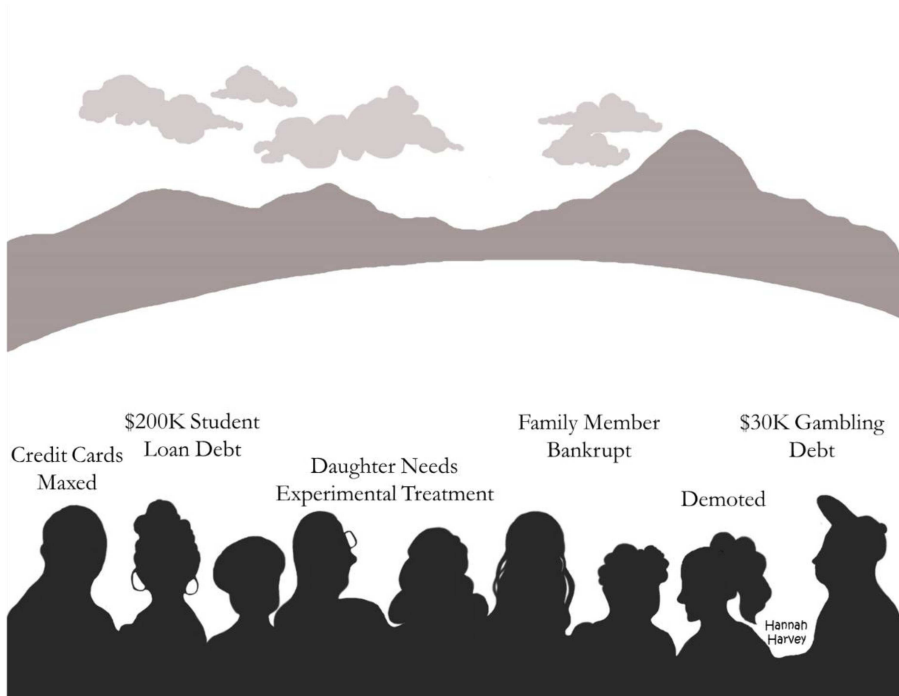 Credit Cards
Maxed
$200K Student
Loan Debt
Daughter Needs
Experimental Treatment
Family Member
Bankrupt
Demoted
$30K Gambling
Debt
Hannah
Harvey